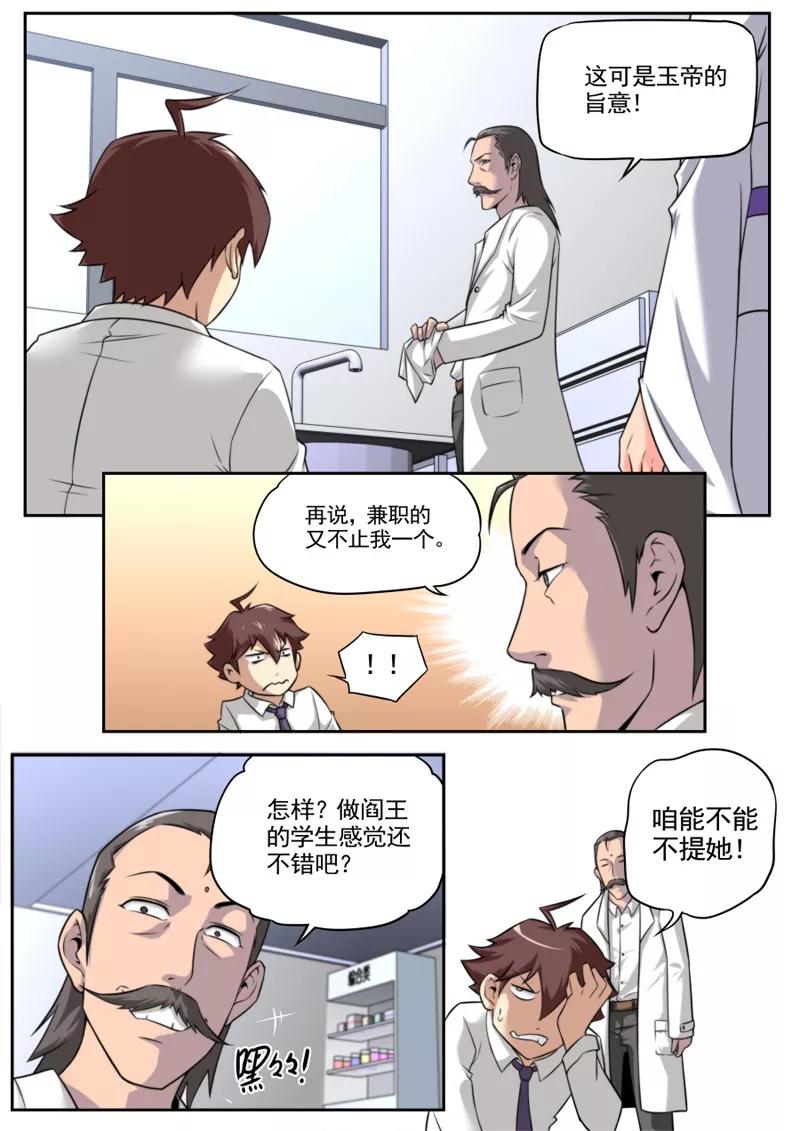 这可是玉帝的
旨意！
再说，兼职的
又不止我一个。
！！
怎样？做阎王
的学生感觉还
不错吧？
嘿々々！
咱能不能
不提她！